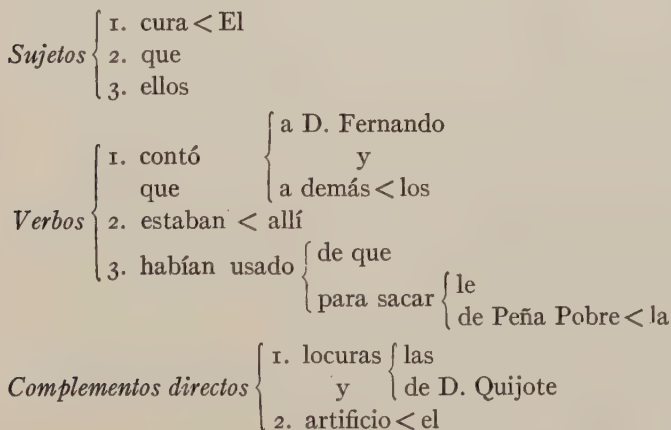 1. cura < El
Sujetos 2. que
3. ellos
a D. Fernando
1. contó y
que a demás < los
Verbos 2. estaban < allí
3. habían usado de que
para sacar le
de Peña Pobre < la
1. locuras las
Complementos directos y de D. Quijote
2. artificio < el